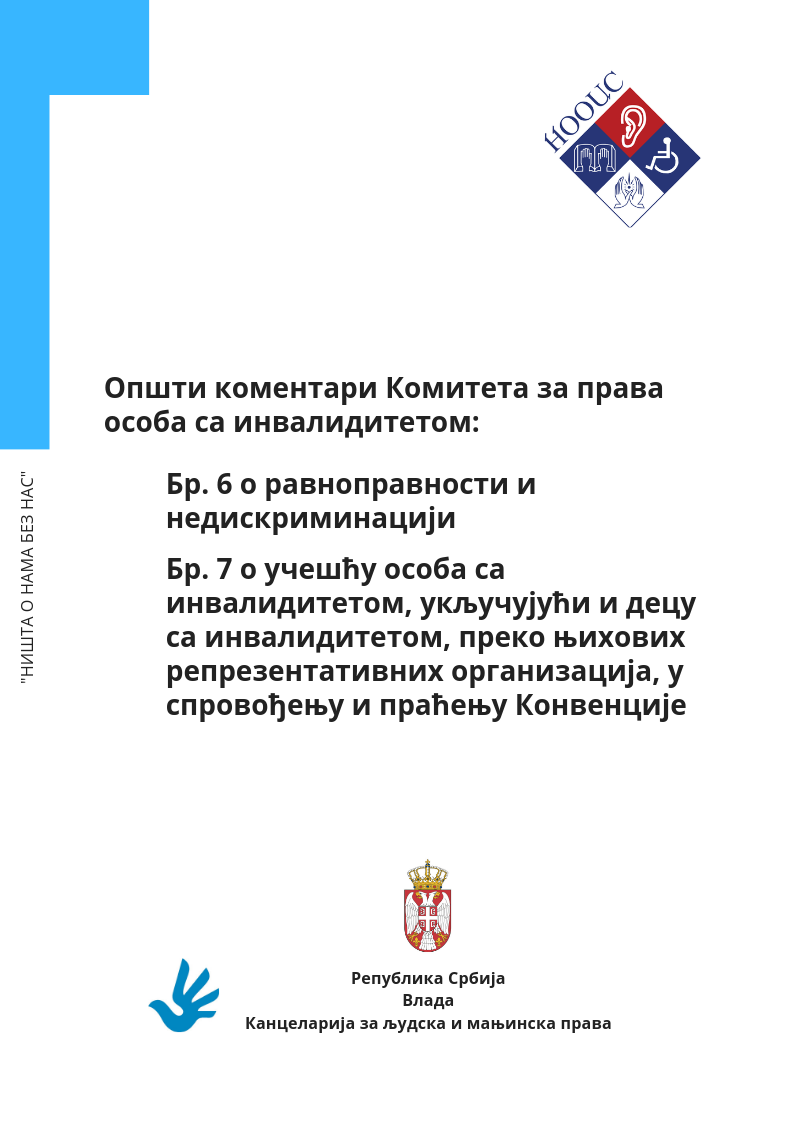 НООИС
Општи коментари Комитета за права
особа са инвалидитетом:
Бр. 6 о равноправности и
недискриминацији
Бр. 7 о учешћу особа са
инвалидитетом, укључујући и децу
са инвалидитетом, преко њихових
репрезентативних организација, у
спровођењу и праћењу Конвенције
"НИШТА О НАМА БЕЗ НАС"
Република Србија
Влада
Канцеларија за људска и мањинска права